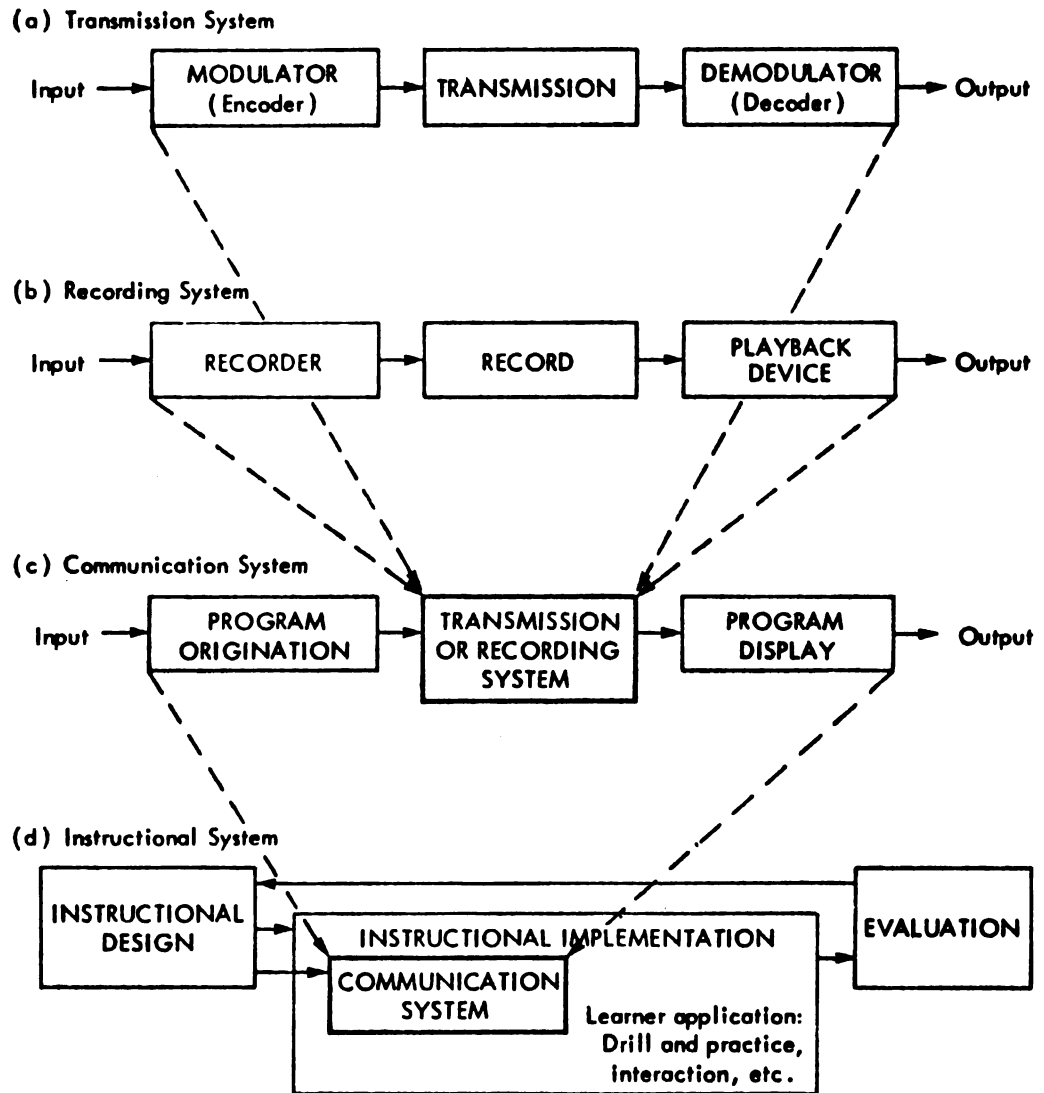 (a) Transmission System
Input
MODULATOR
(Encoder)
TRANSMISSION
DEMODULATOR
(Decoder)
Output
(b) Recording System
Input
RECORDER
RECORD
PLAYBACK
DEVICE
Output
(c) Communication System
Input
PROGRAM
ORIGINATION
TRANSMISSION
OR RECORDING
SYSTEM
PROGRAM
DISPLAY
Output
(d) Instructional System
INSTRUCTIONAL
DESIGN
INSTRUCTIONAL IMPLEMENTATION
COMMUNICATION
SYSTEM
Learner application:
Drill and practice,
interaction, etc.
EVALUATION